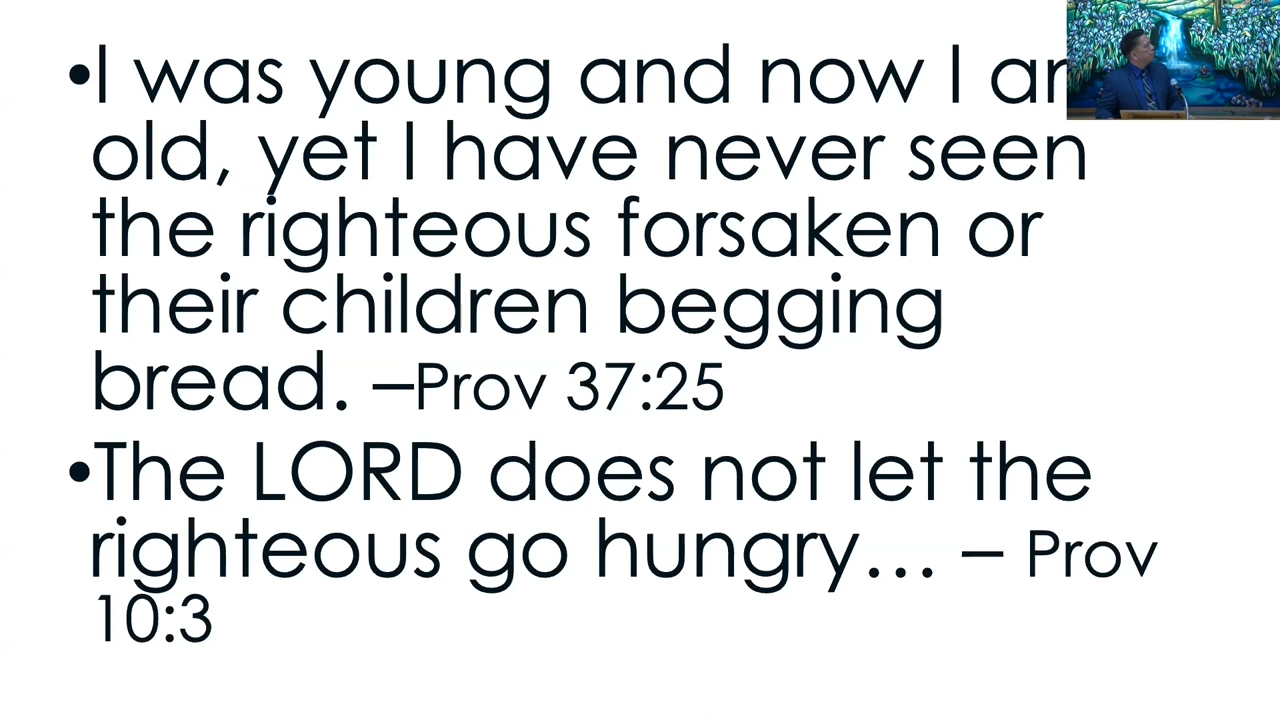 •I was young and now I a
old, yet I have never seen
the righteous forsaken or
their children begging
bread. –Prov 37:25
•The LORD does not let the
righteous go hungry… – Prov
10:3